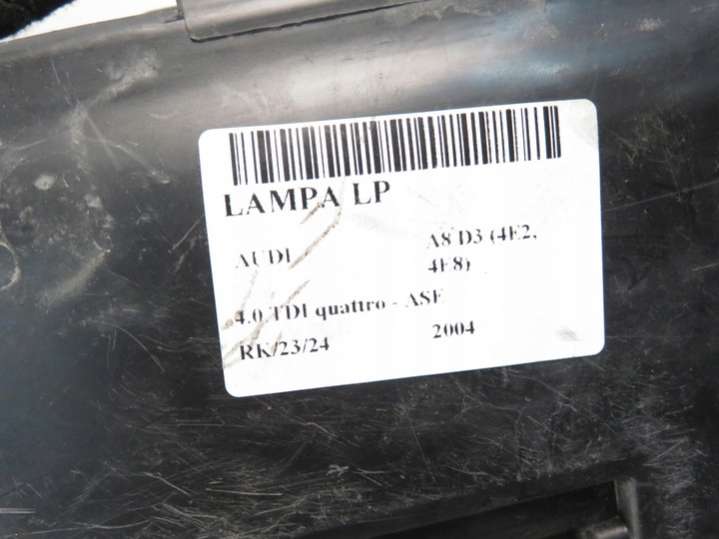 LAMPA LP
AUDI A8 D3 (4E2,
4E8)
4.0 TDI quattro - ASE
RK/23/24 2004